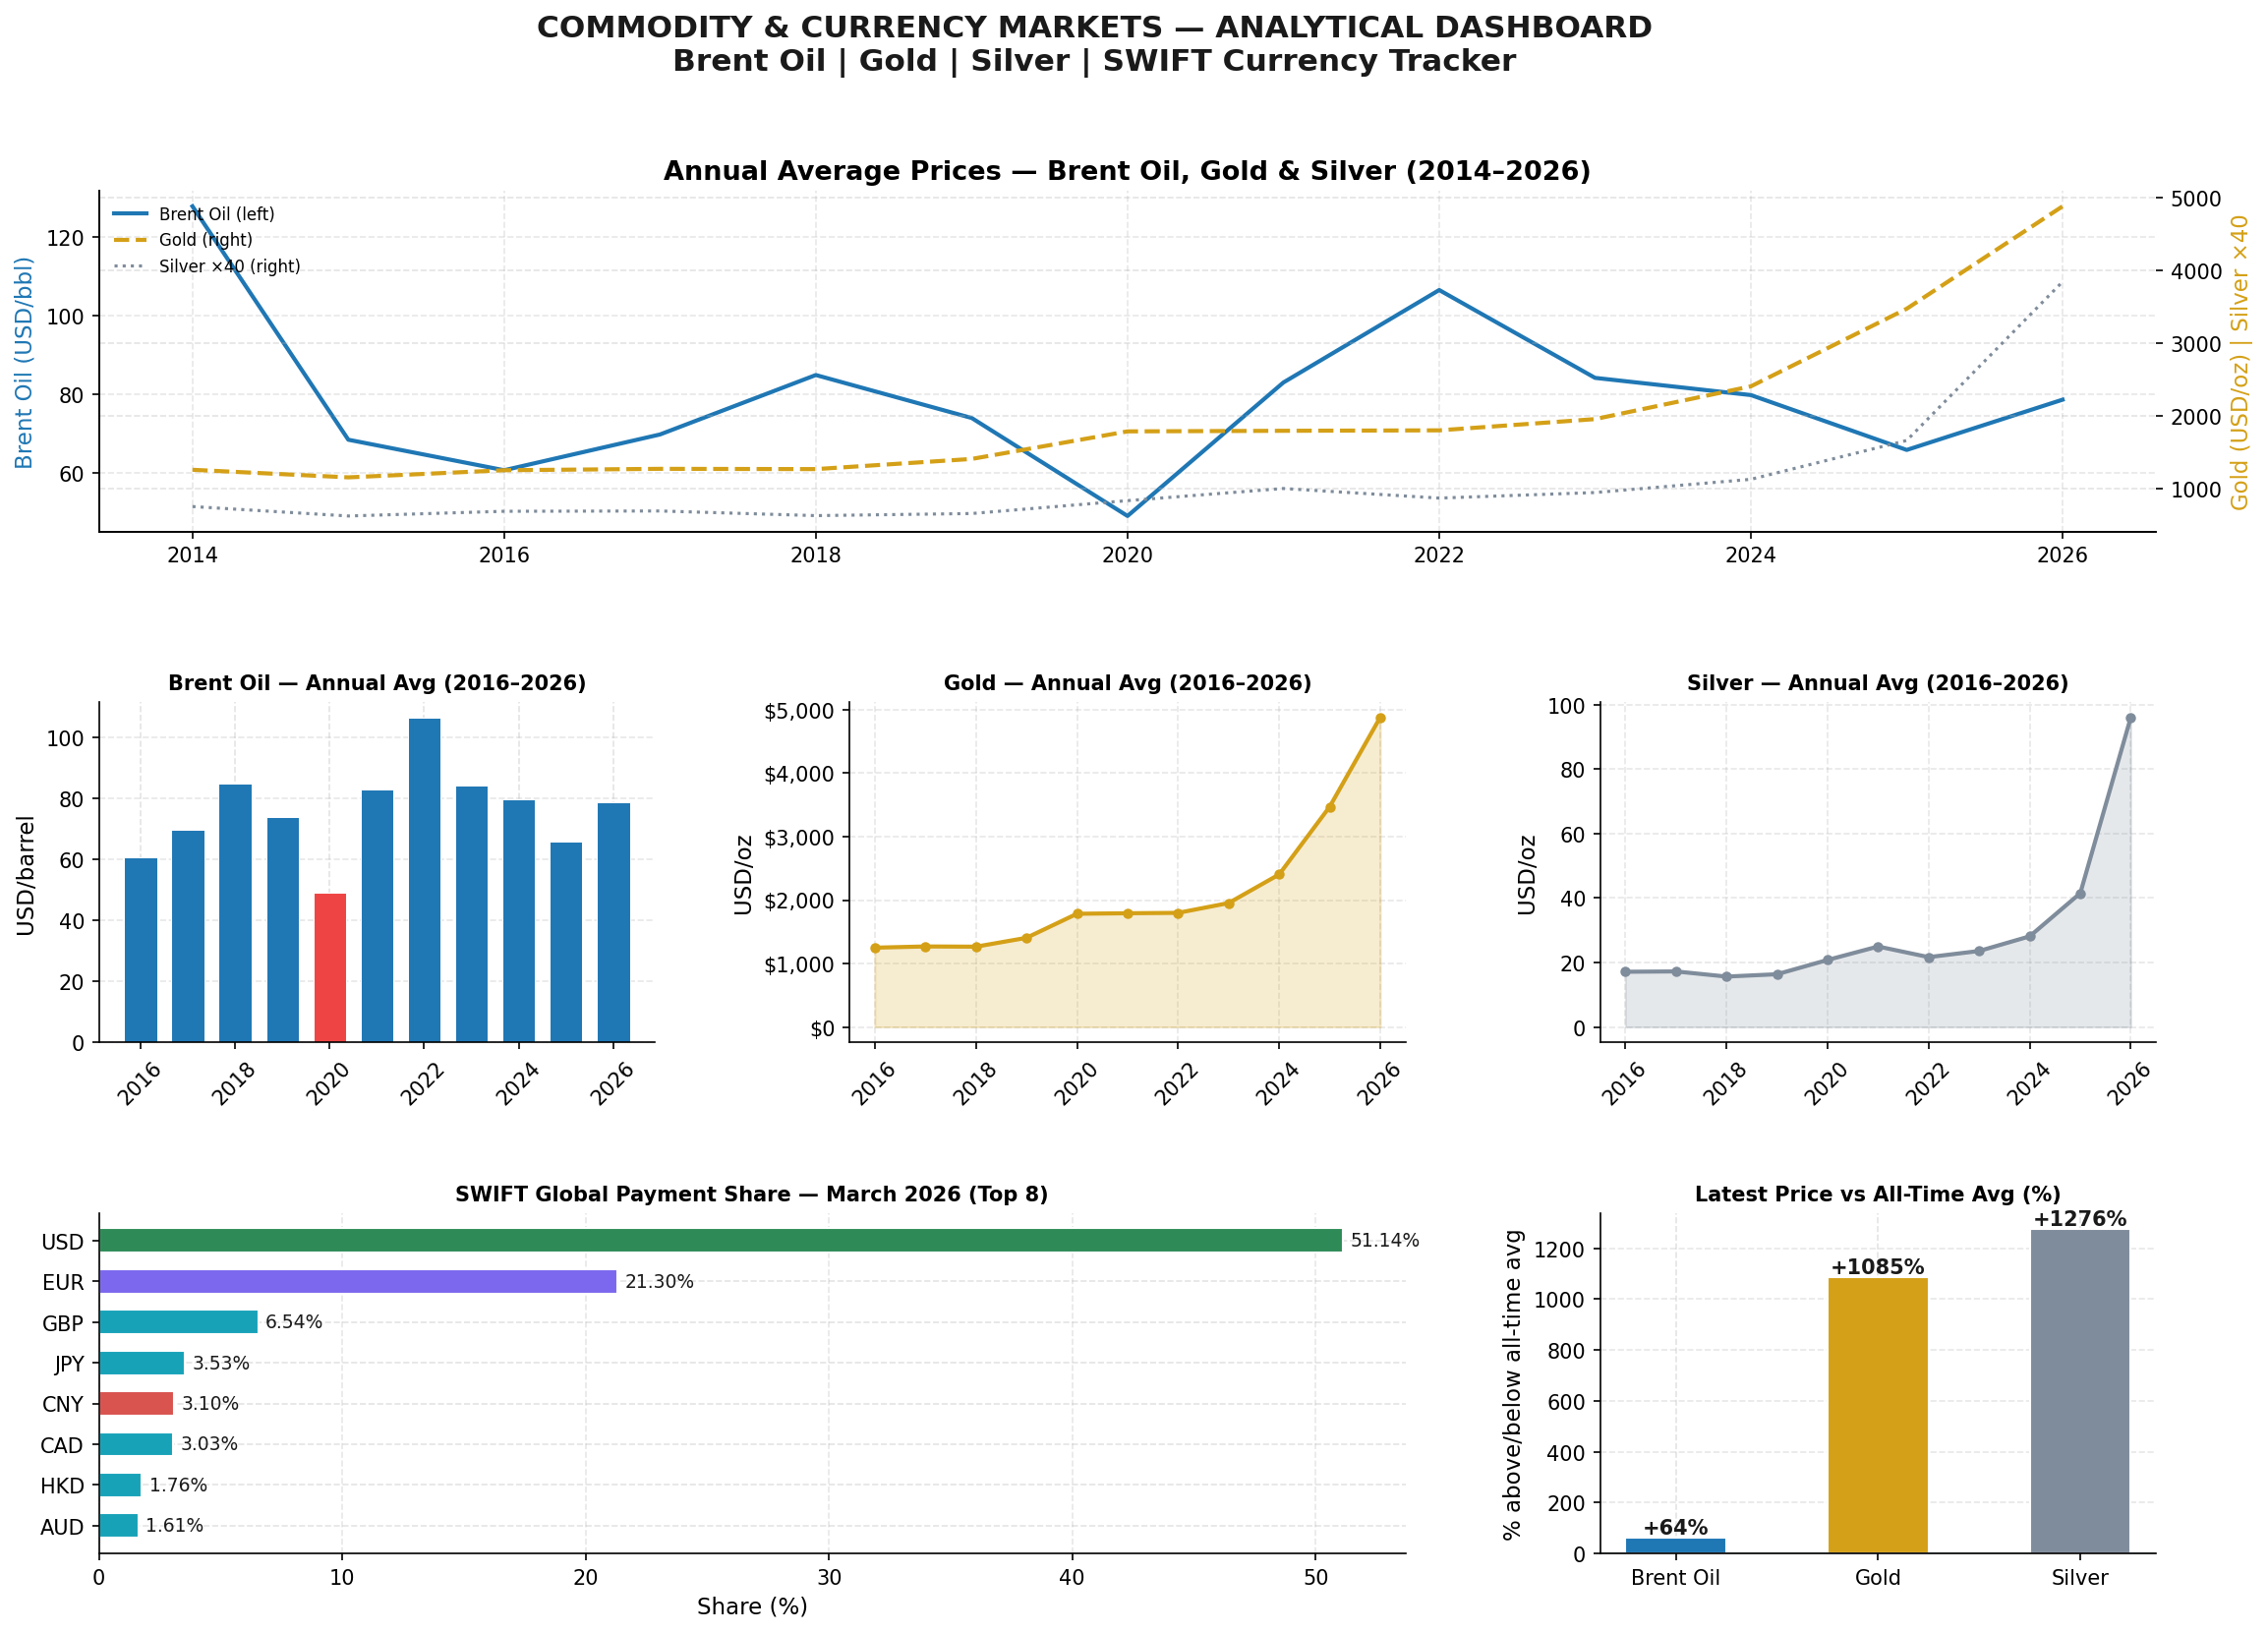 COMMODITY & CURRENCY MARKETS — ANALYTICAL DASHBOARD
Brent Oil | Gold | Silver | SWIFT Currency Tracker
Annual Average Prices — Brent Oil, Gold & Silver (2014–2026)
Brent Oil (left)
Gold (right)
Silver ×40 (right)
Brent Oil (USD/bbl)
120
100
80
60
5000
4000
3000
2000
1000
Gold (USD/oz) | Silver ×40
2014 2016 2018 2020 2022 2024 2026
Brent Oil — Annual Avg (2016–2026)
USD/barrel
100
80
60
40
20
0
2016 2018 2020 2022 2024 2026
Gold — Annual Avg (2016–2026)
USD/oz
$5,000
$4,000
$3,000
$2,000
$1,000
$0
2016 2018 2020 2022 2024 2026
Silver — Annual Avg (2016–2026)
USD/oz
100
80
60
40
20
0
2016 2018 2020 2022 2024 2026
SWIFT Global Payment Share — March 2026 (Top 8)
USD 51.14%
EUR 21.30%
GBP 6.54%
JPY 3.53%
CNY 3.10%
CAD 3.03%
HKD 1.76%
AUD 1.61%
0 10 20 30 40 50
Share (%)
Latest Price vs All-Time Avg (%)
% above/below all-time avg
1200
1000
800
600
400
200
0
+64%
+1085%
+1276%
Brent Oil Gold Silver